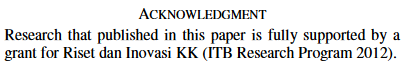 ACKNOWLEDGMENT
Research that published in this paper is fully supported by a
grant for Riset dan Inovasi KK (ITB Research Program 2012).